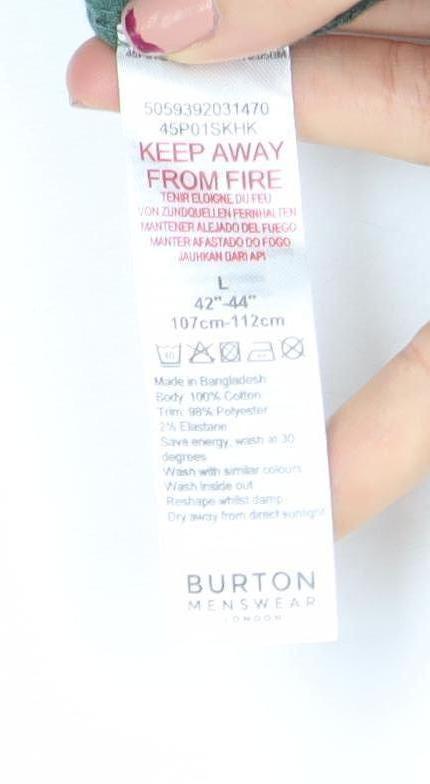 5059392031470
45P01SKHK
KEEP AWAY
FROM FIRE
TENIR ELOIGNE DU FEU
VON ZUNDQUELLEN FERNHALTEN
MANTENER ALEJADO DEL FUEGO
MANTER AFASTADO DO FOGO
JAUHKAN DARI API
L
42"-44"
107cm-112cm
40
Made in Bangladesh
Body: 100% Cotton
Trim: 98% Polyester
2% Elastane
Save energy, wash at 30
degrees
Wash with similar colours
Wash inside out
Reshape whilst damp
Dry away from direct sunlight
BURTON
MENSWEAR
LONDON